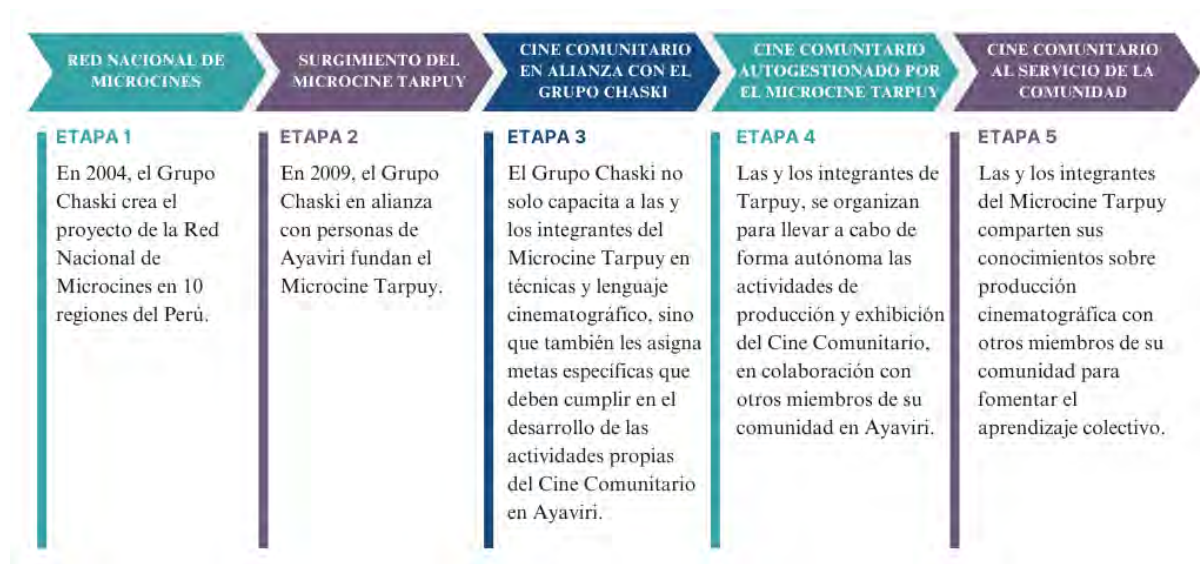 RED NACIONAL DE
MICROCINES
SURGIMIENTO DEL
MICROCINE TARPUY
CINE COMUNITARIO
EN ALIANZA CON EL
GRUPO CHASKI
CINE COMUNITARIO
AUTOGESTIONADO POR
EL MICROCINE TARPUY
CINE COMUNITARIO
AL SERVICIO DE LA
COMUNIDAD
ETAPA 1
En 2004, el Grupo
Chaski crea el
proyecto de la Red
Nacional de
Microcines en 10
regiones del Perú.
ETAPA 2
En 2009, el Grupo
Chaski en alianza
con personas de
Ayaviri fundan el
Microcine Tarpuy.
ETAPA 3
El Grupo Chaski no
solo capacita a las y
los integrantes del
Microcine Tarpuy en
técnicas y lenguaje
cinematográfico, sino
que también les asigna
metas específicas que
deben cumplir en el
desarrollo de las
actividades propias
del Cine Comunitario
en Ayaviri.
ETAPA 4
Las y los integrantes de
Tarpuy, se organizan
para llevar a cabo de
forma autónoma las
actividades de
producción y exhibición
del Cine Comunitario,
en colaboración con
otros miembros de su
comunidad en Ayaviri.
ETAPA 5
Las y los integrantes
del Microcine Tarpuy
comparten sus
conocimientos sobre
producción
cinematográfica con
otros miembros de su
comunidad para
fomentar el
aprendizaje colectivo.